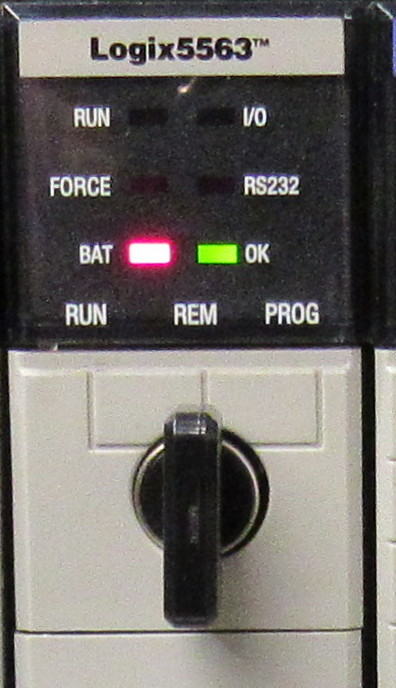 Logix5563™
RUN I/O
FORCE RS232
BAT OK
RUN REM PROG